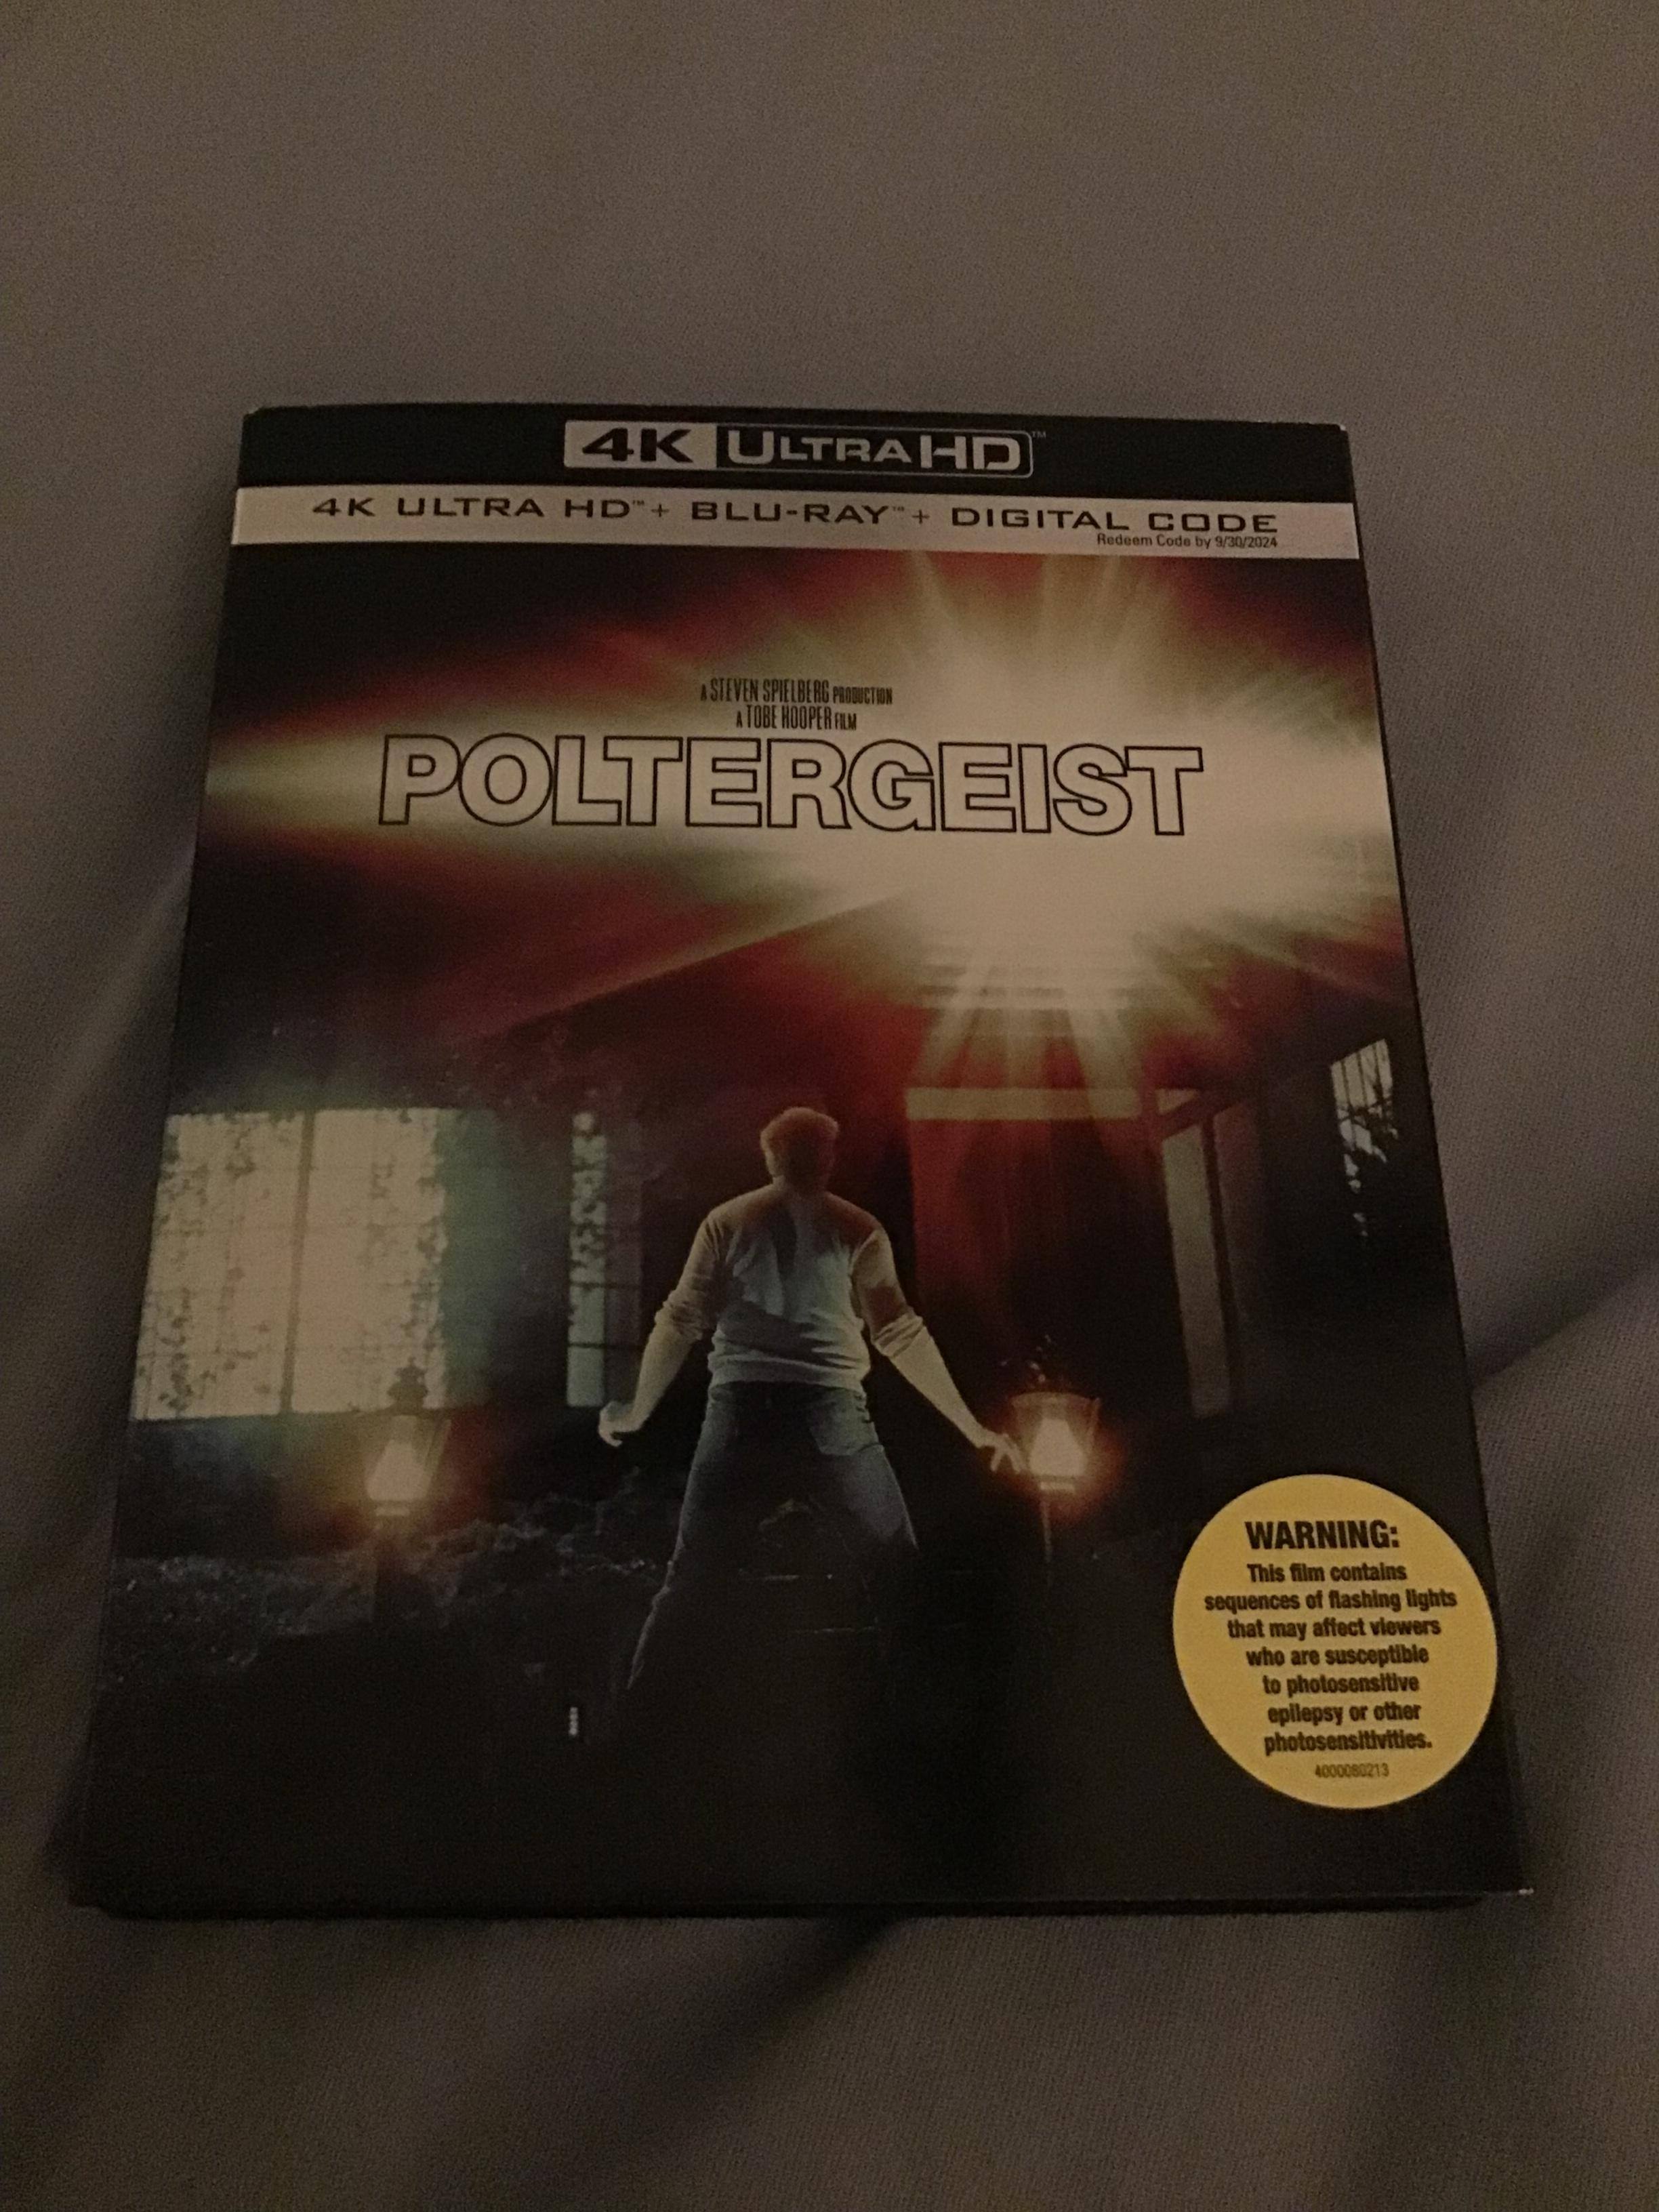 4K ULTRA HD™
4K ULTRA HD™ + BLU-RAY™ + DIGITAL CODE
Redeem Code by 9/30/2024
A STEVEN SPIELBERG PRODUCTION
A TOBE HOOPER FILM
POLTERGEIST
WARNING:
This film contains
sequences of flashing lights
that may affect viewers
who are susceptible
to photosensitive
epilepsy or other
photosensitivities.
4000080213